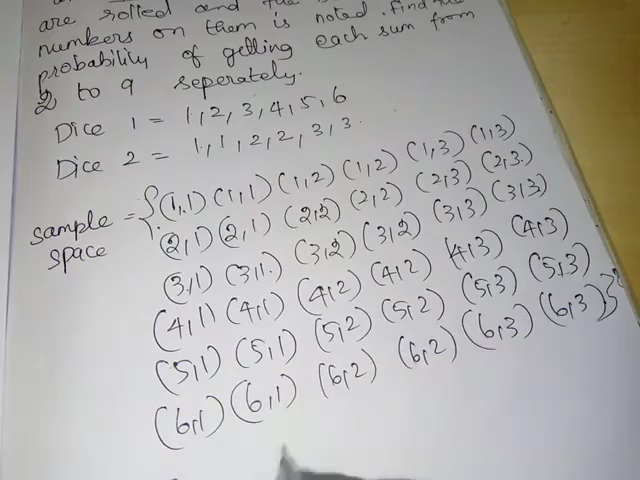 are rolled and the
numbers on them is noted. Find the
probability of getting each sum from
2 to 9 seperately.
Dice 1 = 1, 2, 3, 4, 5, 6
Dice 2 = 1, 1, 2, 2, 3, 3.
sample space = {(1,1) (1,1) (1,2) (1,2) (1,3) (1,3)
(2,1) (2,1) (2,2) (2,2) (2,3) (2,3)
(3,1) (3,1) (3,2) (3,2) (3,3) (3,3)
(4,1) (4,1) (4,2) (4,2) (4,3) (4,3)
(5,1) (5,1) (5,2) (5,2) (5,3) (5,3)
(6,1) (6,1) (6,2) (6,2) (6,3) (6,3)}